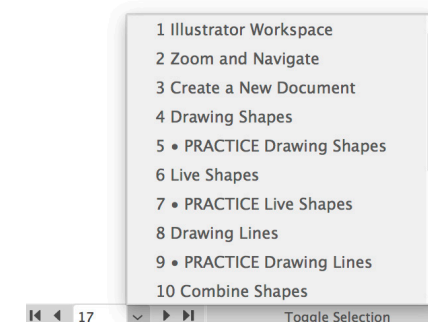 1 Illustrator Workspace
2 Zoom and Navigate
3 Create a New Document
4 Drawing Shapes
5 • PRACTICE Drawing Shapes
6 Live Shapes
7 • PRACTICE Live Shapes
8 Drawing Lines
9 • PRACTICE Drawing Lines
10 Combine Shapes
17 Toggle Selection